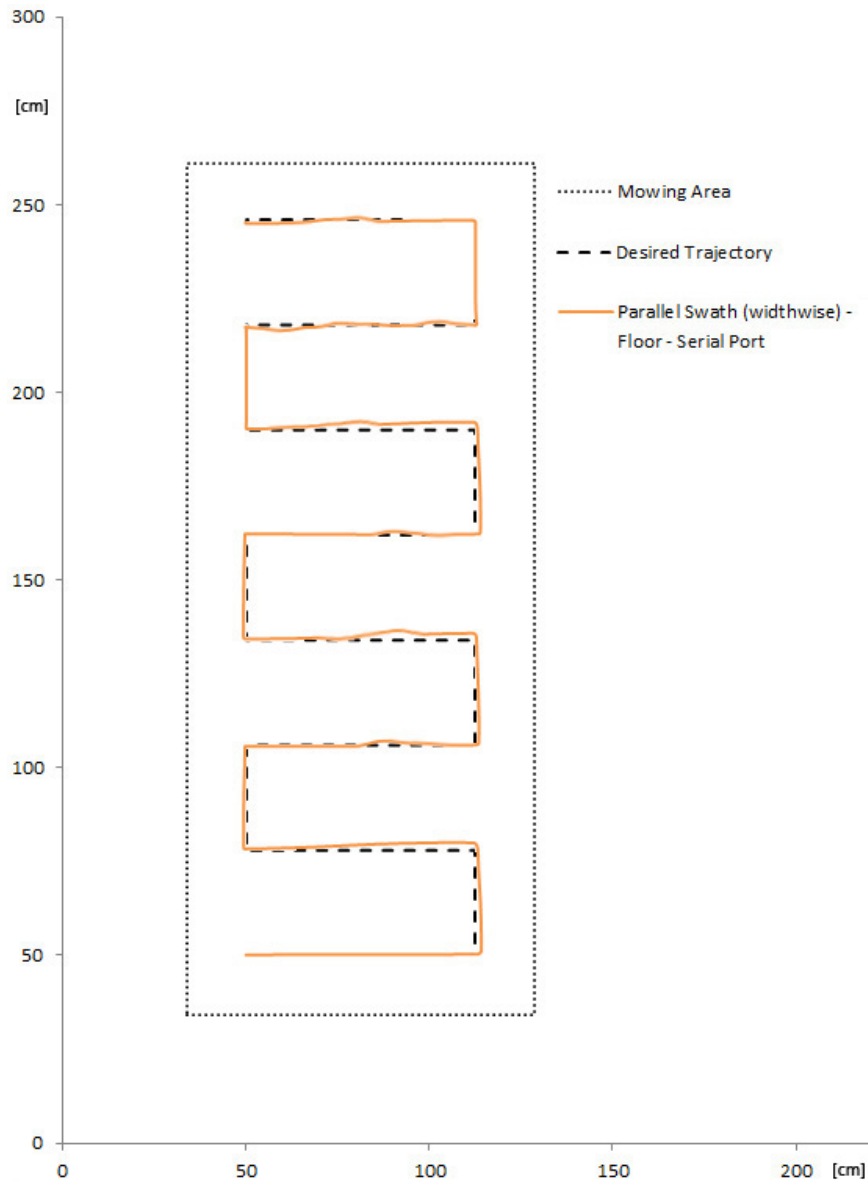 300
[cm]
250
200
150
100
50
0
Mowing Area
Desired Trajectory
Parallel Swath (widthwise) -
Floor - Serial Port
0
50
100
150
200
[cm]